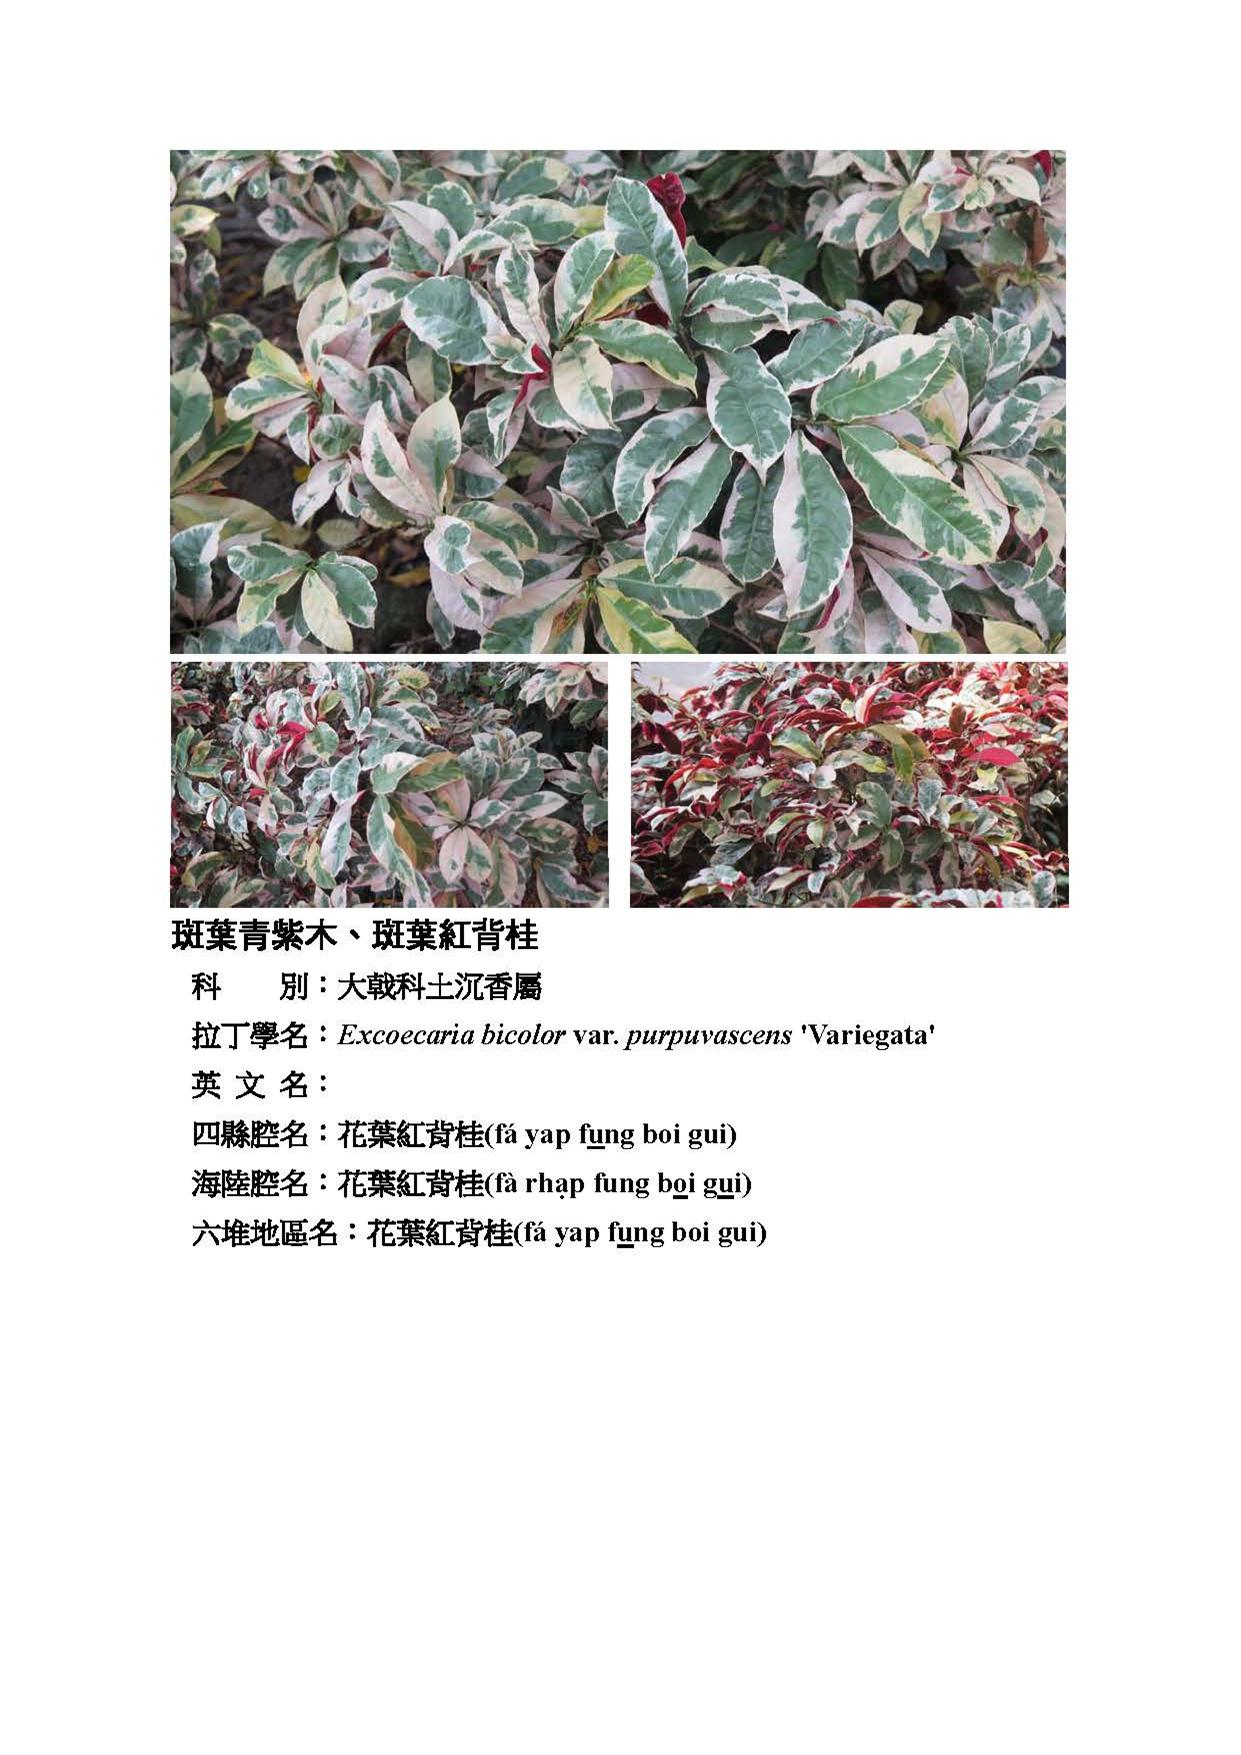 斑葉青紫木、斑葉紅背桂
科　　別：大戟科土沉香屬
拉丁學名：Excoecaria bicolor var. purpuvascens 'Variegata'
英 文 名：
四縣腔名：花葉紅背桂(fá yap fung boi gui)
海陸腔名：花葉紅背桂(fà rhạp fung boi gui)
六堆地區名：花葉紅背桂(fá yap fung boi gui)